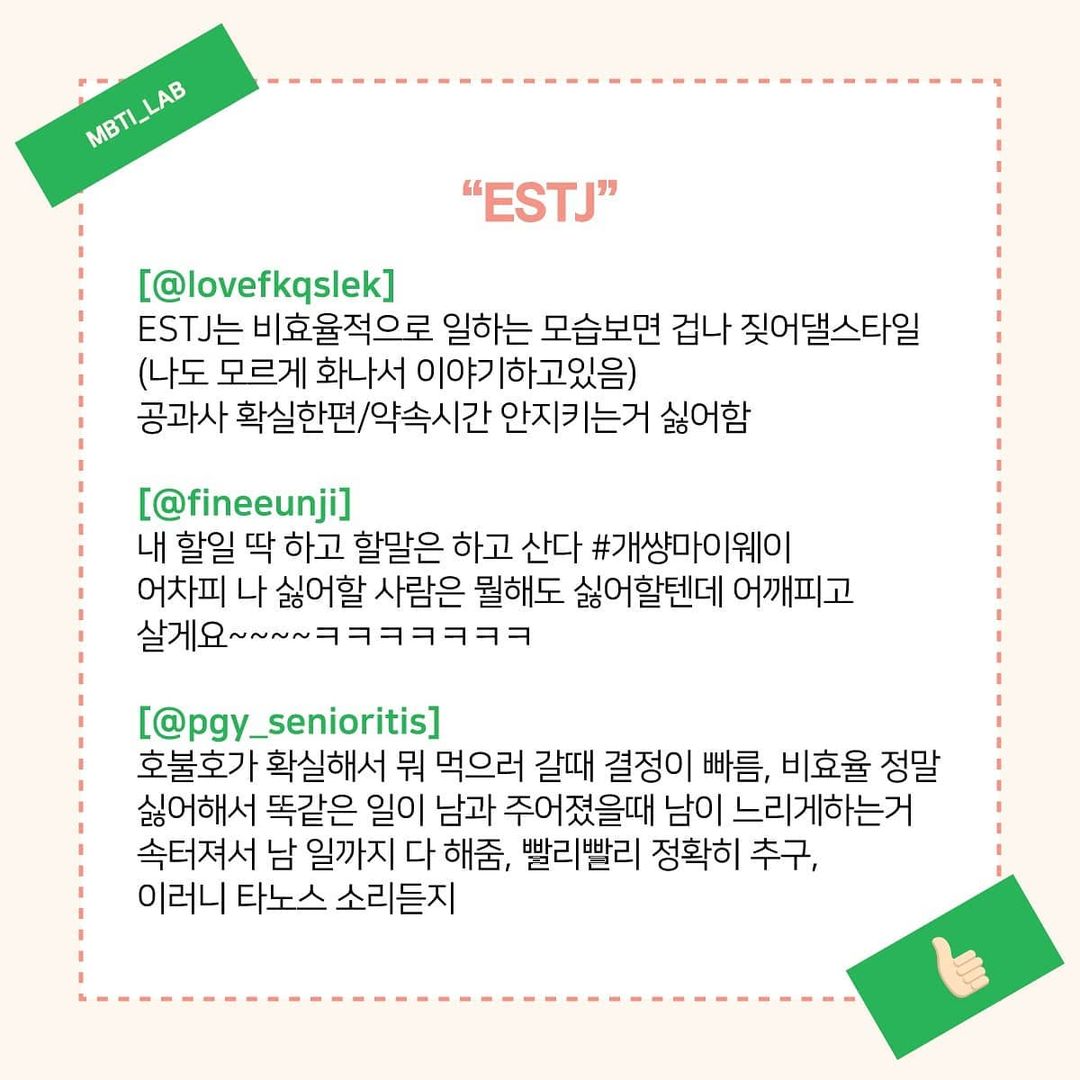 MBTI_LAB
“ESTJ”
[@lovefkqslek]
ESTJ는 비효율적으로 일하는 모습보면 겁나 짖어댈스타일
(나도 모르게 화나서 이야기하고있음)
공과사 확실한편/약속시간 안지키는거 싫어함
[@fineeunji]
내 할일 딱 하고 할말은 하고 산다 #개썅마이웨이
어차피 나 싫어할 사람은 뭘해도 싫어할텐데 어깨피고
살게요~~~~ㅋㅋㅋㅋㅋㅋㅋ
[@pgy_senioritis]
호불호가 확실해서 뭐 먹으러 갈때 결정이 빠름, 비효율 정말
싫어해서 똑같은 일이 남과 주어졌을때 남이 느리게하는거
속터져서 남 일까지 다 해줌, 빨리빨리 정확히 추구,
이러니 타노스 소리듣지